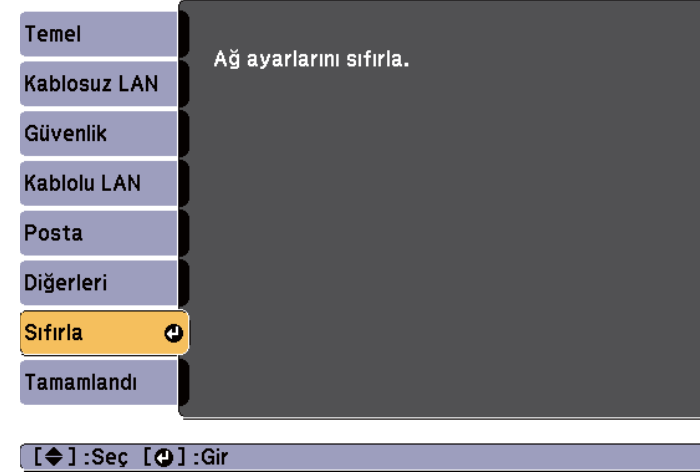 Temel
Ağ ayarlarını sıfırla.
Kablosuz LAN
Güvenlik
Kablolu LAN
Posta
Diğerleri
Sıfırla
Tamamlandı
[◆] :Seç [⏎] :Gir